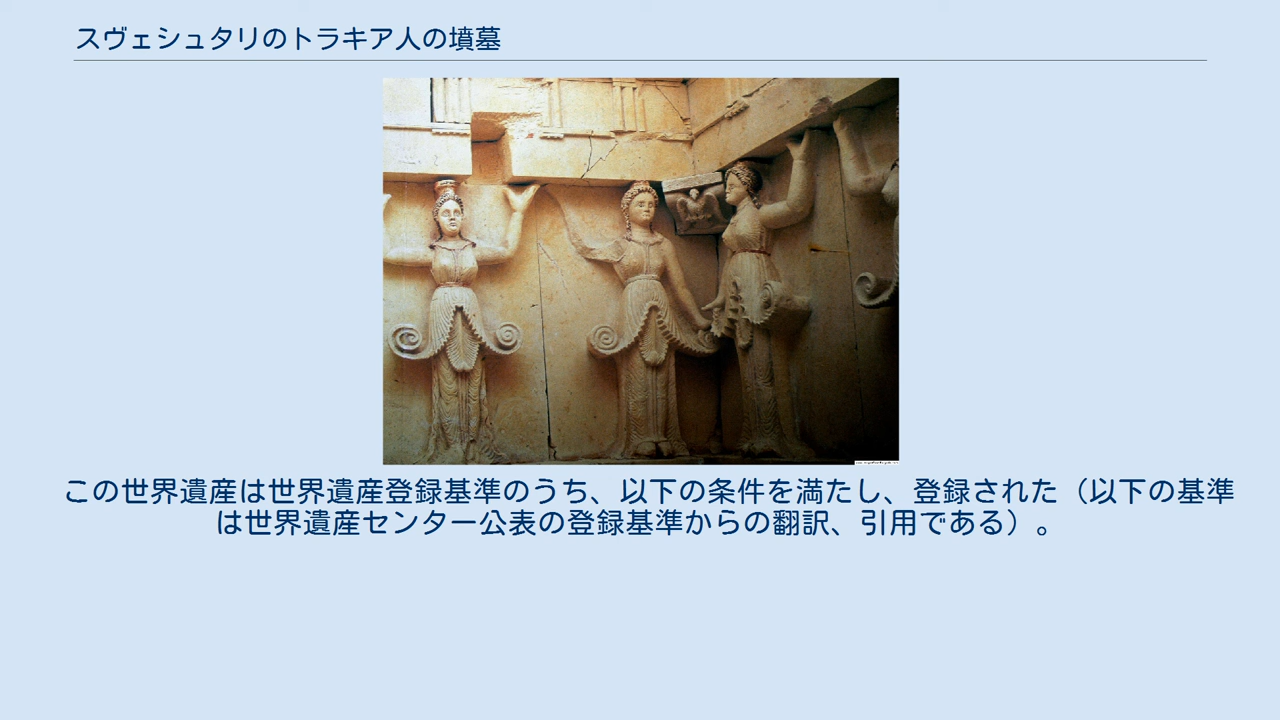 スヴェシュタリのトラキア人の墳墓
この世界遺産は世界遺産登録基準のうち、以下の条件を満たし、登録された（以下の基準
は世界遺産センター公表の登録基準からの翻訳、引用である）。